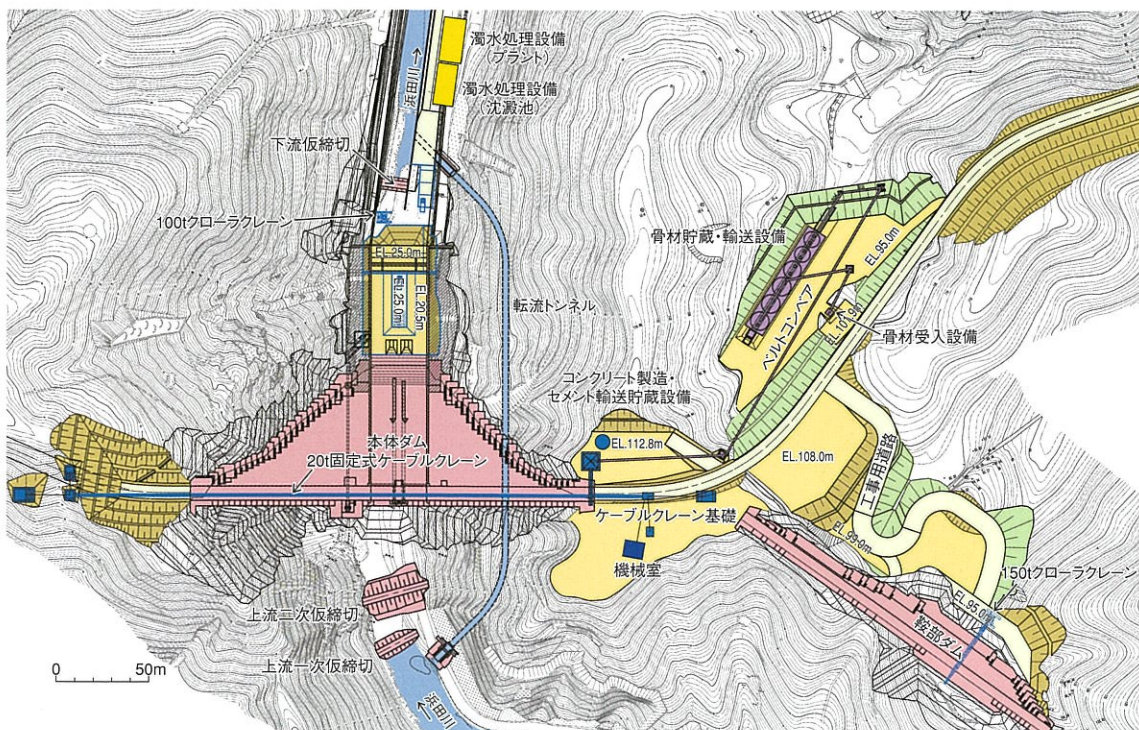 濁水処理設備
(プラント)
浜田川
濁水処理設備
(沈澱池)
下流仮締切
100tクローラクレーン
EL.25.0m
EL.25.0m
EL.20.5m
転流トンネル
骨材貯蔵・輸送設備
EL.95.0m
ベルトコンベア
骨材受入設備
コンクリート製造・
セメント輸送貯蔵設備
EL.112.8m
EL.108.0m
工事用道路
本体ダム
20t固定式ケーブルクレーン
ケーブルクレーン基礎
機械室
EL.99.0m
150tクローラクレーン
EL.95.0m
鞍部ダム
上流二次仮締切
上流一次仮締切
浜田川
0 50m